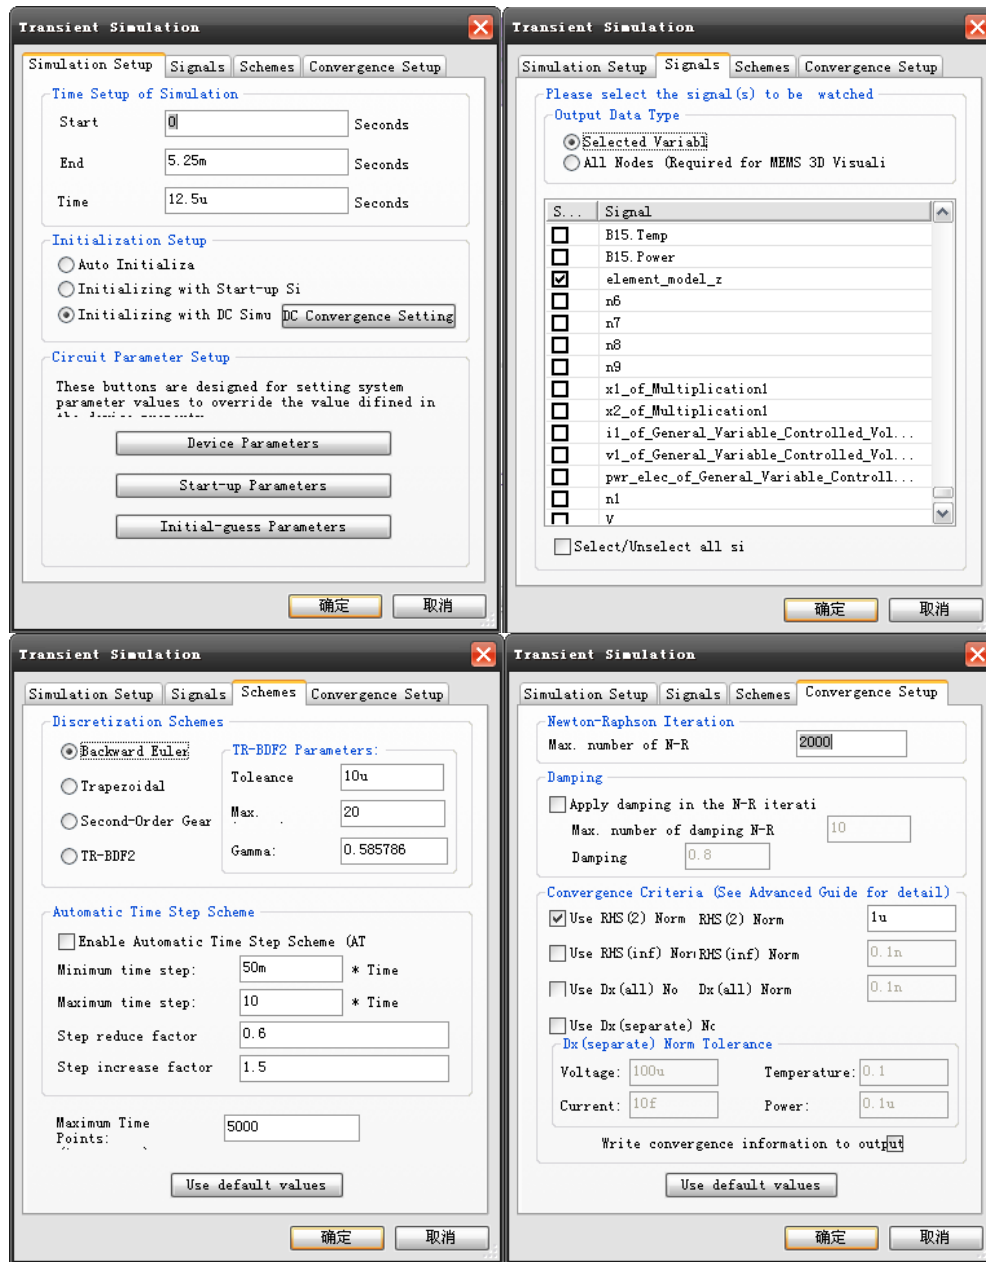 Transient Simulation
Simulation Setup Signals Schemes Convergence Setup
Time Setup of Simulation
Start 0 Seconds
End 5.25m Seconds
Time 12.5u Seconds
Initialization Setup
Auto Initializa
Initializing with Start-up Si
Initializing with DC Simu DC Convergence Setting
Circuit Parameter Setup
These buttons are designed for setting system
parameter values to override the value difined in
Device Parameters
Start-up Parameters
Initial-guess Parameters
确定 取消
Transient Simulation
Simulation Setup Signals Schemes Convergence Setup
Please select the signal(s) to be watched
Output Data Type
Selected Variabl
All Nodes (Required for MEMS 3D Visuali
S... Signal
B15.Temp
B15.Power
element_model_z
n6
n7
n8
n9
x1_of_Multiplication1
x2_of_Multiplication1
i1_of_General_Variable_Controlled_Vol...
v1_of_General_Variable_Controlled_Vol...
pwr_elec_of_General_Variable_Controll...
n1
V
Select/Unselect all si
确定 取消
Transient Simulation
Simulation Setup Signals Schemes Convergence Setup
Discretization Schemes
Backward Euler
Trapezoidal
Second-Order Gear
TR-BDF2
TR-BDF2 Parameters:
Toleance 10u
Max. 20
Gamma: 0.585786
Automatic Time Step Scheme
Enable Automatic Time Step Scheme (AT
Minimum time step: 50m * Time
Maximum time step: 10 * Time
Step reduce factor 0.6
Step increase factor 1.5
Maximum Time 5000
Points:
Use default values
确定 取消
Transient Simulation
Simulation Setup Signals Schemes Convergence Setup
Newton-Raphson Iteration
Max. number of N-R 2000
Damping
Apply damping in the N-R iterati
Max. number of damping N-R 10
Damping 0.8
Convergence Criteria (See Advanced Guide for detail)
Use RHS(2) Norm RHS(2) Norm 1u
Use RHS(inf) Nor RHS(inf) Norm 0.1n
Use Dx(all) No Dx(all) Norm 0.1n
Use Dx(separate) Nc
Dx(separate) Norm Tolerance
Voltage: 100u Temperature: 0.1
Current: 10f Power: 0.1u
Write convergence information to output
Use default values
确定 取消